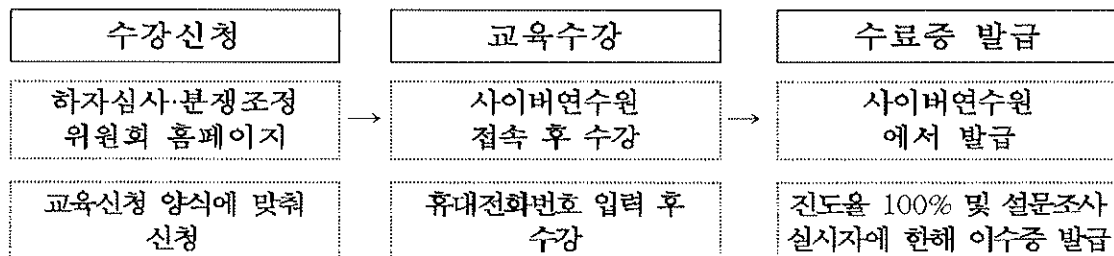 수강신청
교육수강
수료증 발급
하자심사·분쟁조정
위원회 홈페이지
→
사이버연수원
접속 후 수강
→
사이버연수원
에서 발급
교육신청 양식에 맞춰
신청
휴대전화번호 입력 후
수강
진도율 100% 및 설문조사
실시자에 한해 이수증 발급